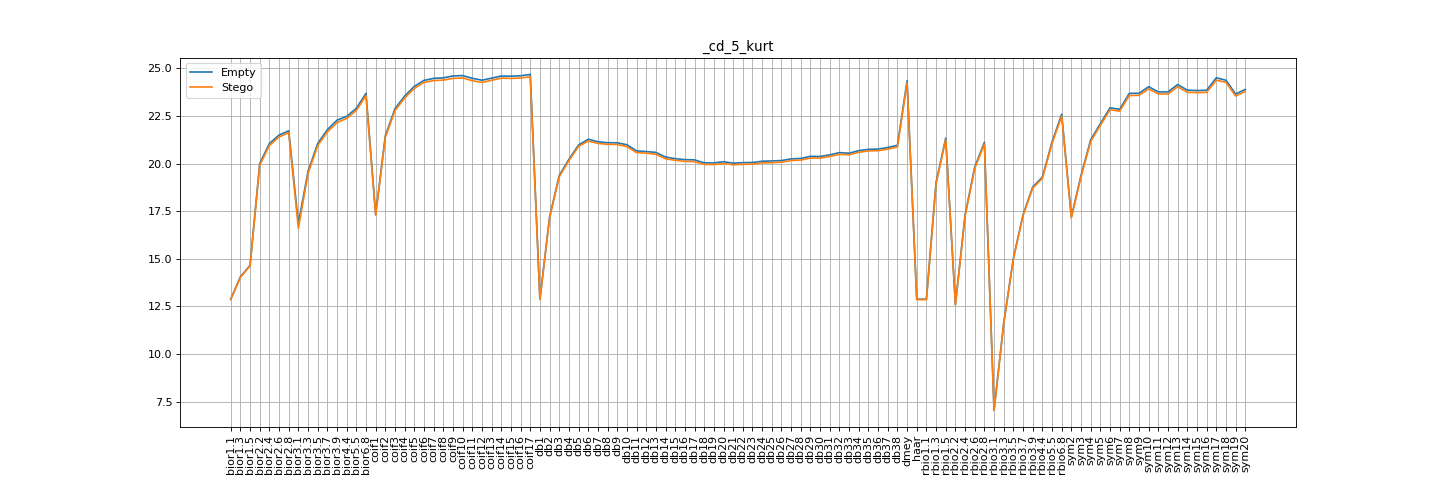 _cd_5_kurt
Empty
Stego
25.0
22.5
20.0
17.5
15.0
12.5
10.0
7.5
bior1.1
bior1.3
bior1.5
bior2.2
bior2.4
bior2.6
bior2.8
bior3.1
bior3.3
bior3.5
bior3.7
bior3.9
bior4.4
bior5.5
bior6.8
coif1
coif2
coif3
coif4
coif5
coif6
coif7
coif8
coif9
coif10
coif11
coif12
coif13
coif14
coif15
coif16
coif17
db1
db2
db3
db4
db5
db6
db7
db8
db9
db10
db11
db12
db13
db14
db15
db16
db17
db18
db19
db20
db21
db22
db23
db24
db25
db26
db27
db28
db29
db30
db31
db32
db33
db34
db35
db36
db37
db38
dmey
haar
rbio1.1
rbio1.3
rbio1.5
rbio2.2
rbio2.4
rbio2.6
rbio2.8
rbio3.1
rbio3.3
rbio3.5
rbio3.7
rbio3.9
rbio4.4
rbio5.5
rbio6.8
sym2
sym3
sym4
sym5
sym6
sym7
sym8
sym9
sym10
sym11
sym12
sym13
sym14
sym15
sym16
sym17
sym18
sym19
sym20